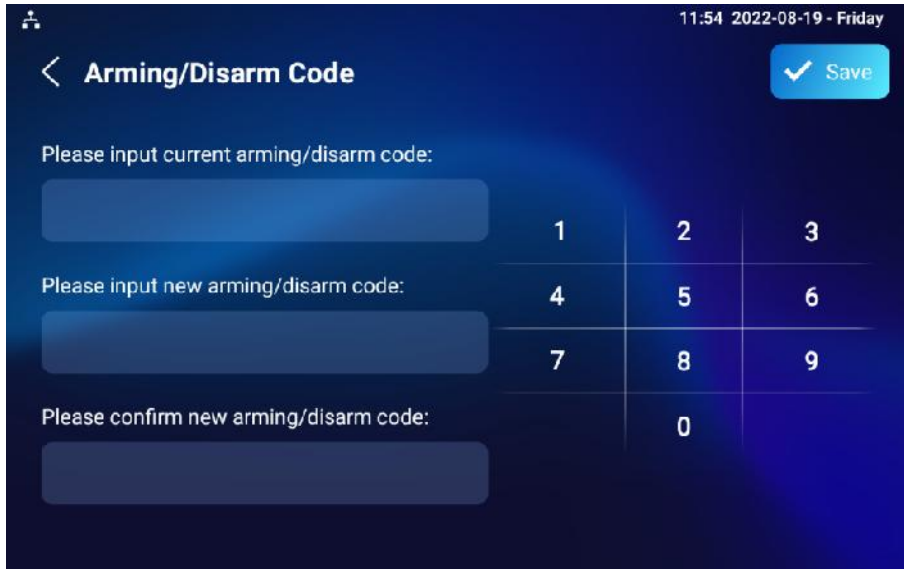 11:54 2022-08-19 - Friday
Arming/Disarm Code
Save
Please input current arming/disarm code:
1 2 3
Please input new arming/disarm code:
4 5 6
7 8 9
Please confirm new arming/disarm code:
0